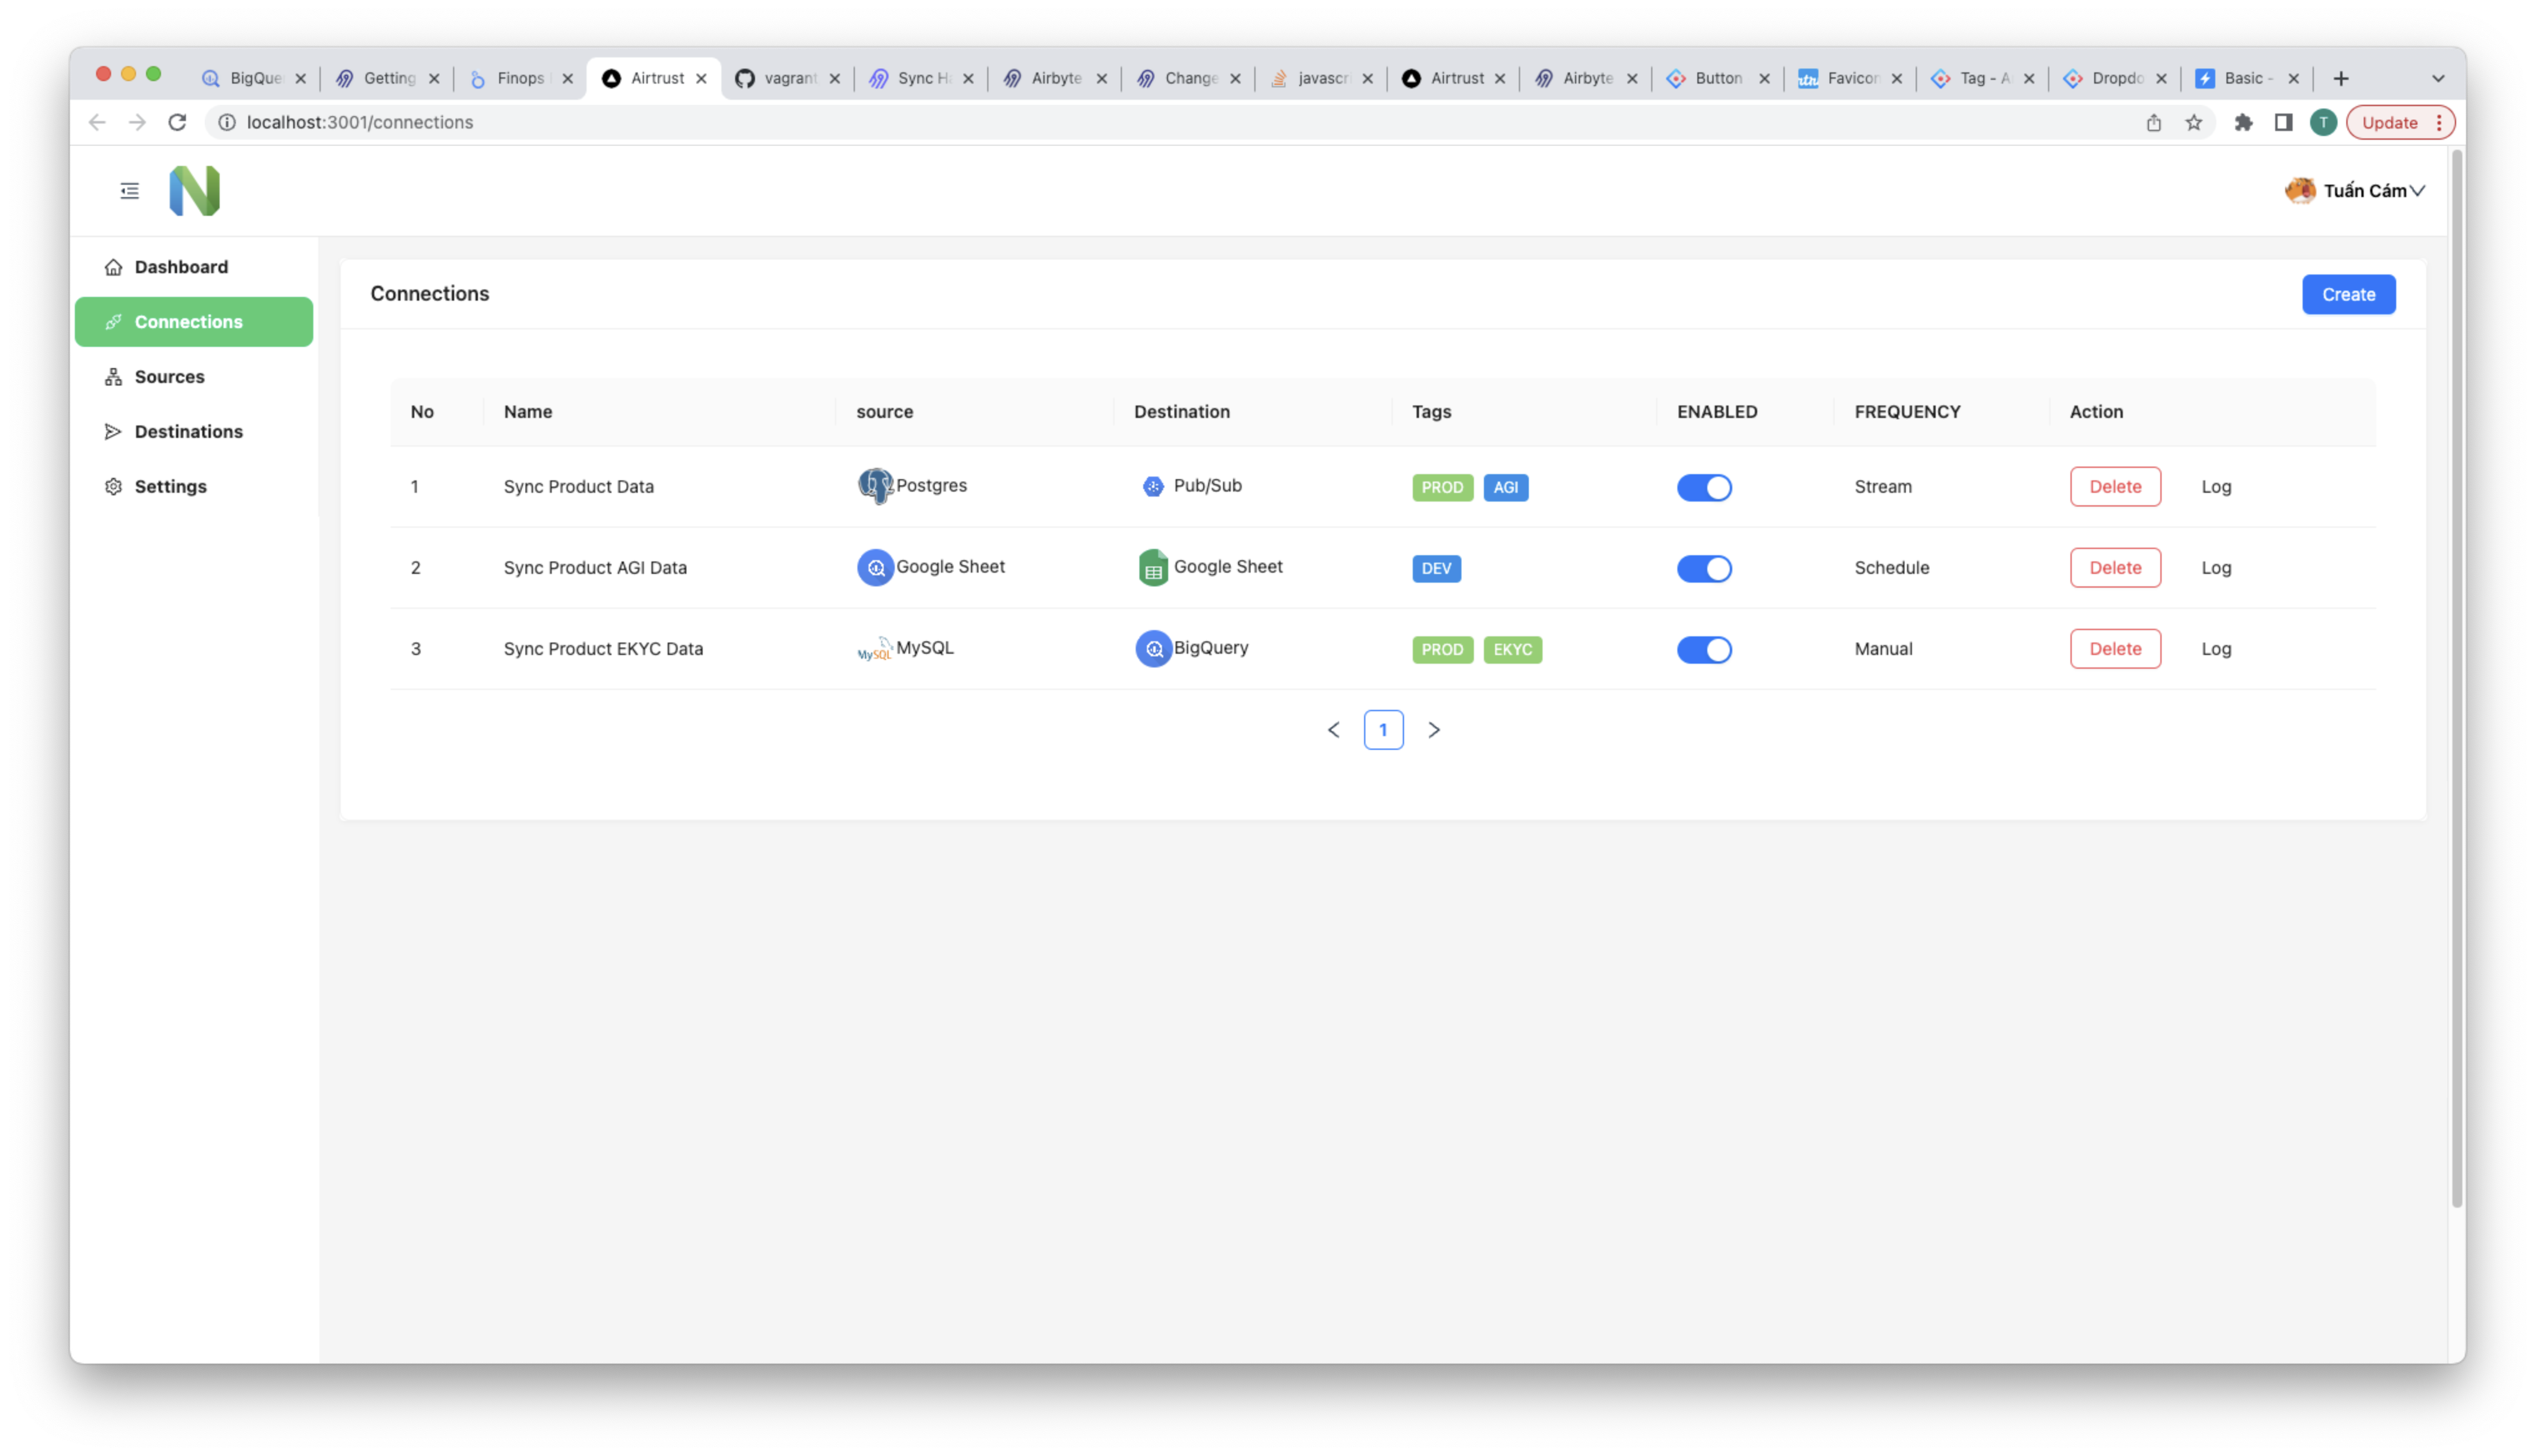 BigQue Getting Finops Airtrust vagrant Sync H Airbyte Change javascri Airtrust Airbyte Button ntru Favicon Tag - A Dropdo Basic -
localhost:3001/connections T Update
Tuấn Cám
Dashboard
Connections
Sources
Destinations
Settings
Connections Create
No Name source Destination Tags ENABLED FREQUENCY Action
1 Sync Product Data Postgres Pub/Sub PROD AGI Stream Delete Log
2 Sync Product AGI Data Google Sheet Google Sheet DEV Schedule Delete Log
3 Sync Product EKYC Data MySQL MySQL BigQuery PROD EKYC Manual Delete Log
1